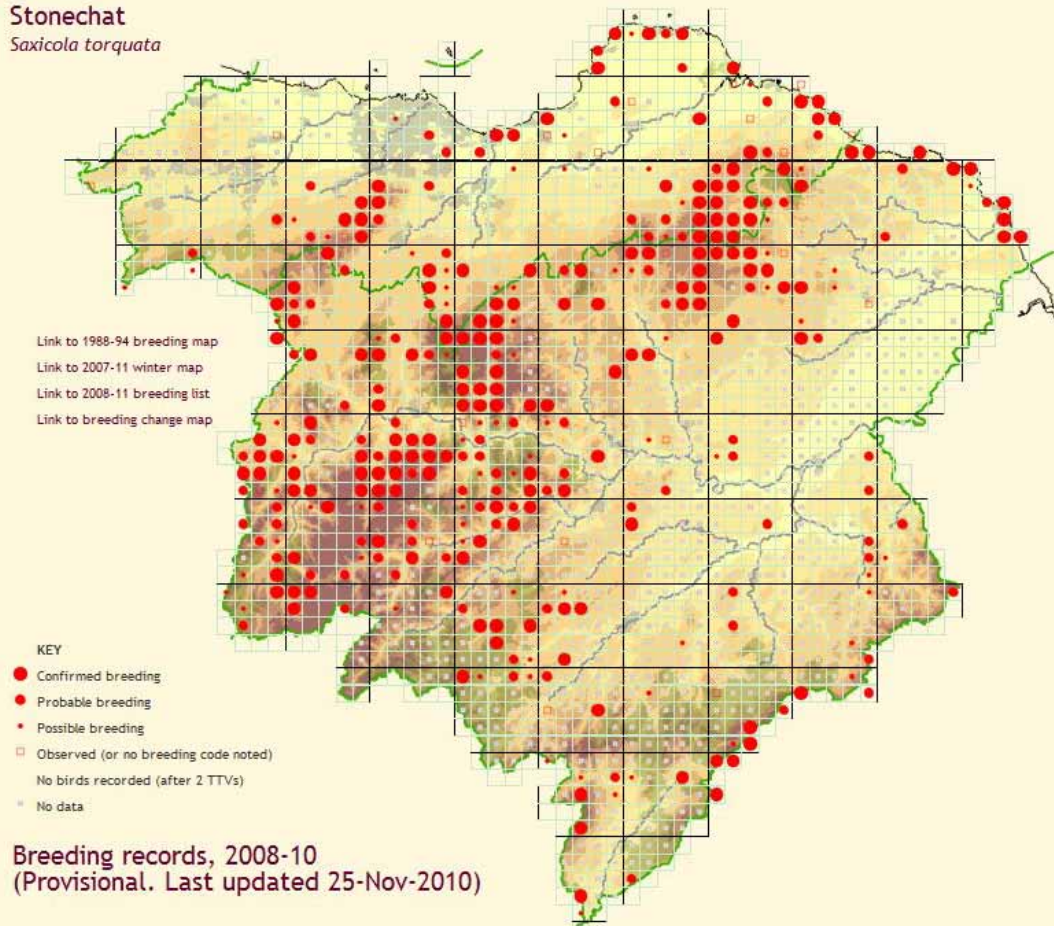 Stonechat
Saxicola torquata
Link to 1988-94 breeding map
Link to 2007-11 winter map
Link to 2008-11 breeding list
Link to breeding change map
KEY
Confirmed breeding
Probable breeding
Possible breeding
Observed (or no breeding code noted)
No birds recorded (after 2 TTVs)
No data
Breeding records, 2008-10
(Provisional. Last updated 25-Nov-2010)